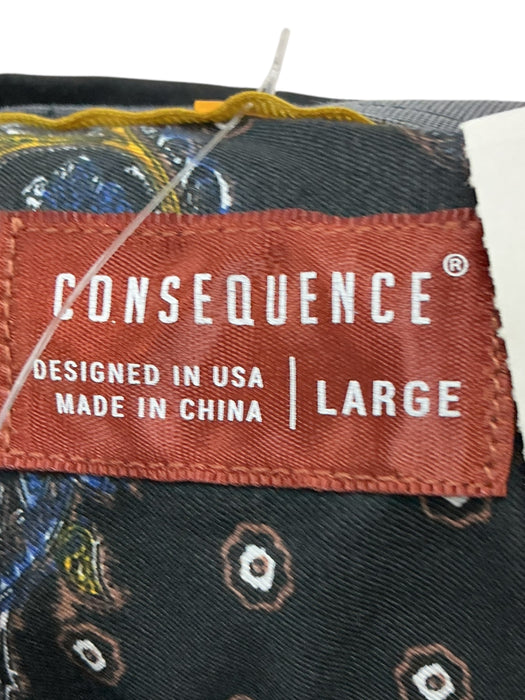 CONSEQUENCE®
DESIGNED IN USA
MADE IN CHINA
LARGE